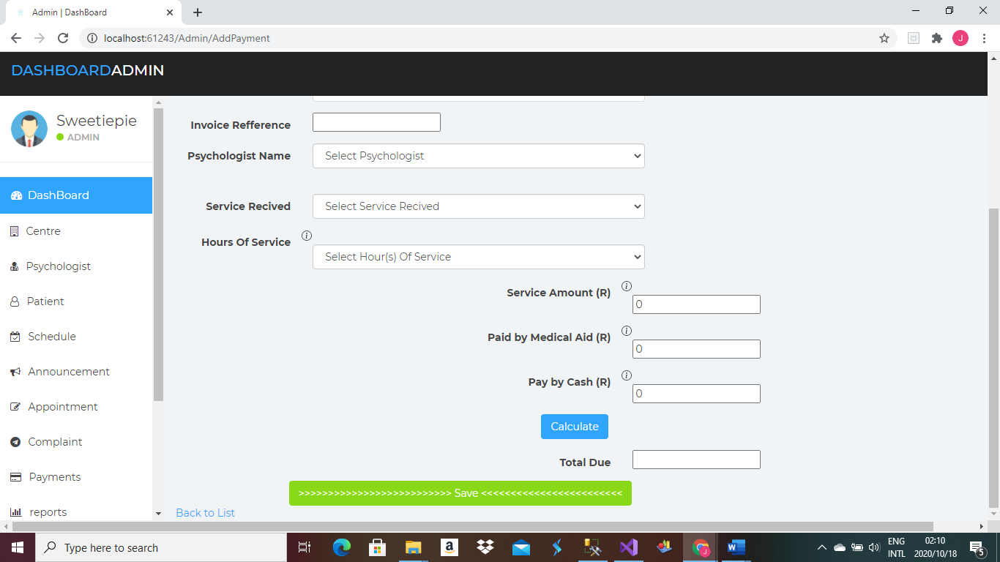 Admin | DashBoard
localhost:61243/Admin/AddPayment
J
DASHBOARDADMIN
Sweetiepie
ADMIN
DashBoard
Centre
Psychologist
Patient
Schedule
Announcement
Appointment
Complaint
Payments
reports
Invoice Refference
Psychologist Name
Select Psychologist
Service Recived
Select Service Recived
Hours Of Service
Select Hour(s) Of Service
Service Amount (R)
0
Paid by Medical Aid (R)
0
Pay by Cash (R)
0
Calculate
Total Due
>>>>>>>>>>>>>>>>>>>>>>>>>> Save <<<<<<<<<<<<<<<<<<<<<<<<
Back to List
Type here to search
ENG
INTL
02:10
2020/10/18
5